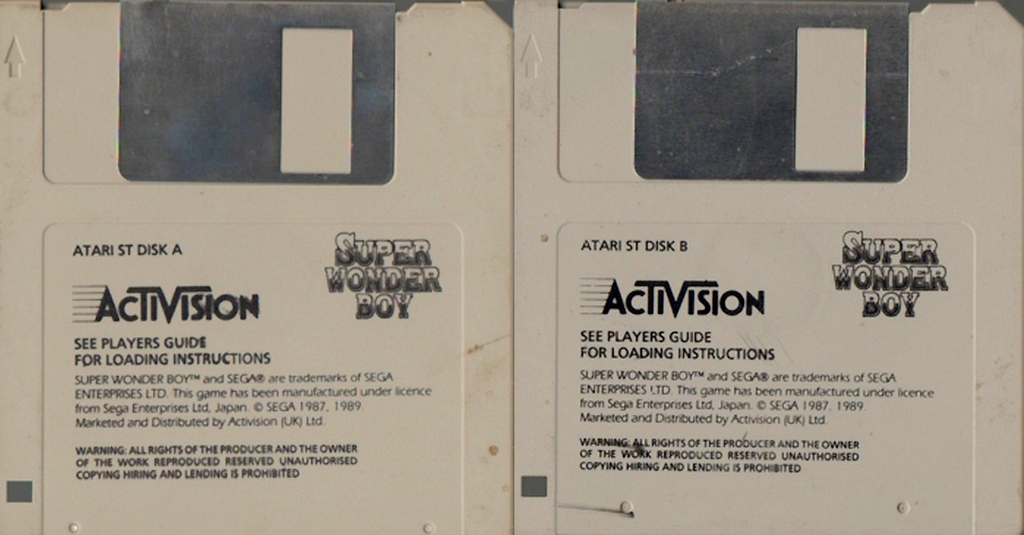 ATARI ST DISK A
SUPER
WONDER
BOY
ACTIVISION
SEE PLAYERS GUIDE
FOR LOADING INSTRUCTIONS
SUPER WONDER BOY™ and SEGA® are trademarks of SEGA
ENTERPRISES LTD. This game has been manufactured under licence
from Sega Enterprises Ltd, Japan. © SEGA 1987, 1989.
Marketed and Distributed by Activision (UK) Ltd.
WARNING: ALL RIGHTS OF THE PRODUCER AND THE OWNER
OF THE WORK REPRODUCED RESERVED UNAUTHORISED
COPYING HIRING AND LENDING IS PROHIBITED
ATARI ST DISK B
SUPER
WONDER
BOY
ACTIVISION
SEE PLAYERS GUIDE
FOR LOADING INSTRUCTIONS
SUPER WONDER BOY™ and SEGA® are trademarks of SEGA
ENTERPRISES LTD. This game has been manufactured under licence
from Sega Enterprises Ltd, Japan. © SEGA 1987, 1989.
Marketed and Distributed by Activision (UK) Ltd.
WARNING: ALL RIGHTS OF THE PRODUCER AND THE OWNER
OF THE WORK REPRODUCED RESERVED UNAUTHORISED
COPYING HIRING AND LENDING IS PROHIBITED